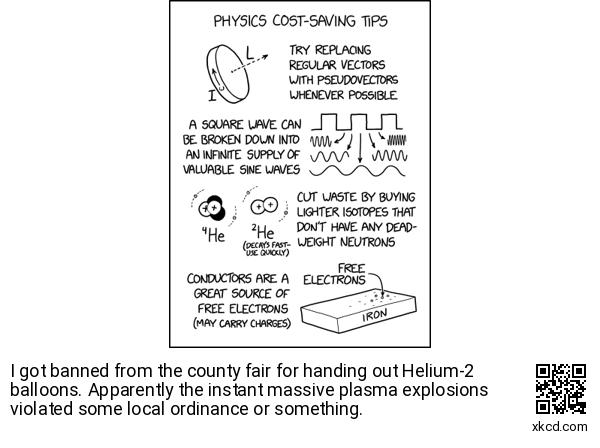 PHYSICS COST-SAVING TIPS
L
I
TRY REPLACING
REGULAR VECTORS
WITH PSEUDOVECTORS
WHENEVER POSSIBLE
A SQUARE WAVE CAN
BE BROKEN DOWN INTO
AN INFINITE SUPPLY OF
VALUABLE SINE WAVES
⁴He
²He
(DECAYS FAST-
USE QUICKLY)
CUT WASTE BY BUYING
LIGHTER ISOTOPES THAT
DON'T HAVE ANY DEAD-
WEIGHT NEUTRONS
CONDUCTORS ARE A
GREAT SOURCE OF
FREE ELECTRONS
(MAY CARRY CHARGES)
FREE
ELECTRONS
IRON
I got banned from the county fair for handing out Helium-2
balloons. Apparently the instant massive plasma explosions
violated some local ordinance or something.
xkcd.com